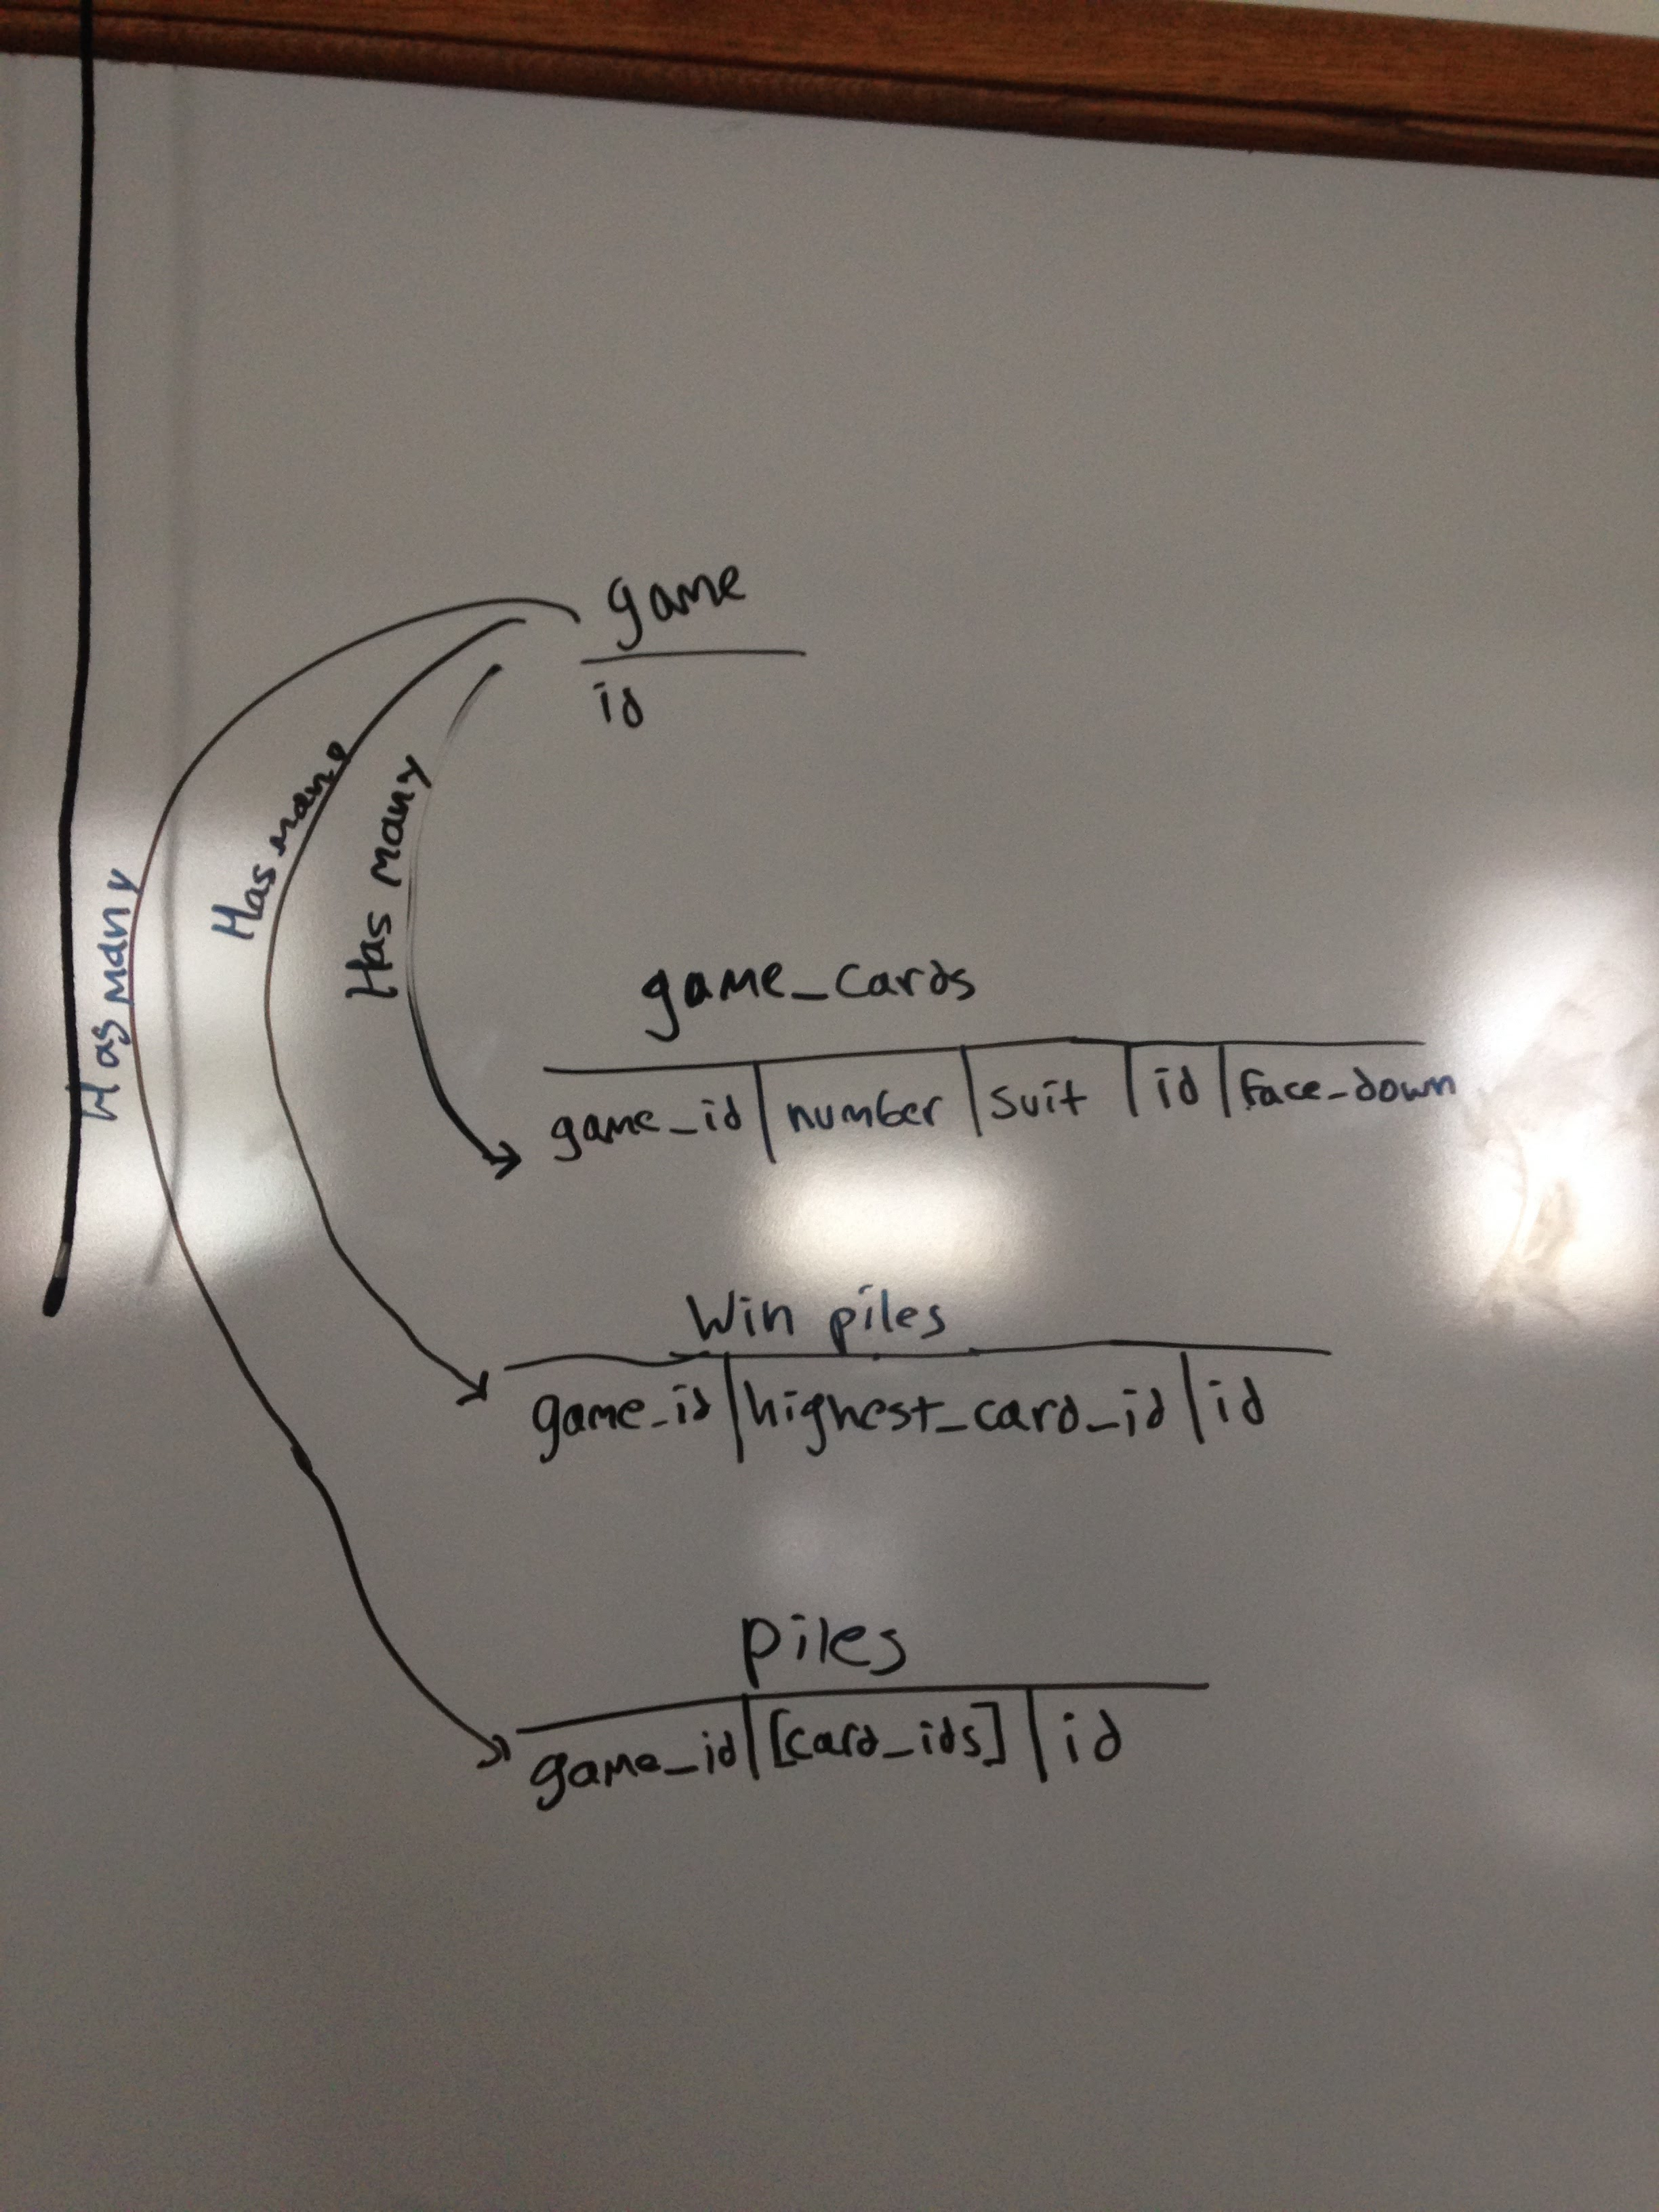 game
id
Has many
Has many
Has many
game_cards
game_id | number | suit | id | face_down
Win piles
game_id | highest_card_id | id
piles
game_id | [card_ids] | id